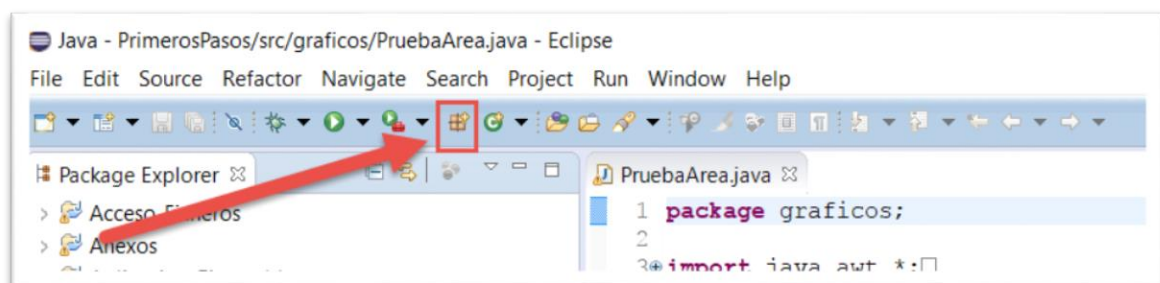 Java - PrimerosPasos/src/graficos/PruebaArea.java - Eclipse
File Edit Source Refactor Navigate Search Project Run Window Help
Package Explorer
PruebaArea.java
Anexos
1 package graficos;
2
3 import java.awt.*;